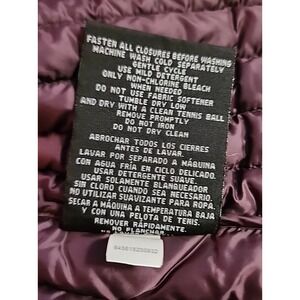 FASTEN ALL CLOSURES BEFORE WASHING
MACHINE WASH COLD SEPARATELY
GENTLE CYCLE
USE MILD DETERGENT
ONLY NON-CHLORINE BLEACH
WHEN NEEDED
DO NOT USE FABRIC SOFTENER
TUMBLE DRY LOW
AND DRY WITH A CLEAN TENNIS BALL
REMOVE PROMPTLY
DO NOT IRON
DO NOT DRY CLEAN
ABROCHAR TODOS LOS CIERRES
ANTES DE LAVAR.
LAVAR POR SEPARADO A MÁQUINA
CON AGUA FRÍA EN CICLO DELICADO.
USAR DETERGENTE SUAVE.
USAR SOLAMENTE BLANQUEADOR
SIN CLORO CUANDO SEA NECESARIO.
NO UTILIZAR SUAVIZANTE PARA ROPA
SECAR A MÁQUINA A TEMPERATURA BAJA
Y CON UNA PELOTA DE TENIS.
REMOVER RÁPIDAMENTE.
NO PLANCHAR.